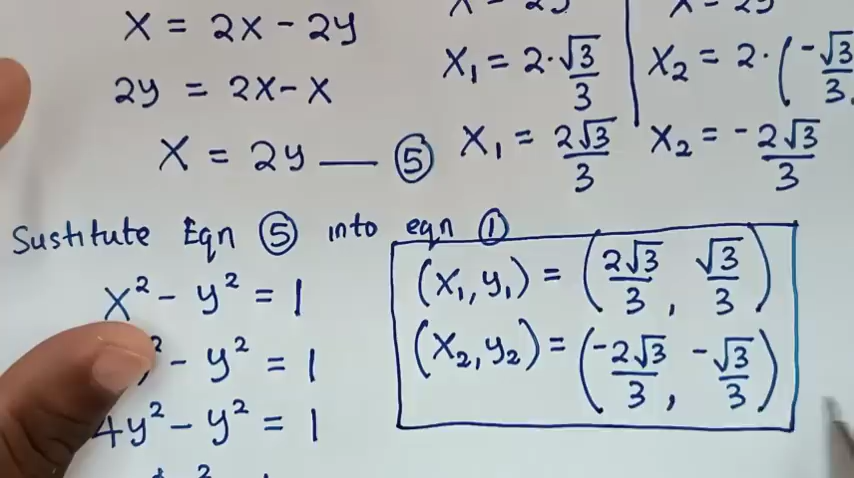 x = 2x - 2y
2y = 2x - x
x = 2y —— ⑤
x₁ = 2·√3/3
x₁ = 2√3/3
x₂ = 2·(-√3/3
x₂ = -2√3/3
Sustitute Eqn ⑤ into eqn ①
x² - y² = 1
² - y² = 1
4y² - y² = 1
(x₁, y₁) = (2√3/3, √3/3)
(x₂, y₂) = (-2√3/3, -√3/3)